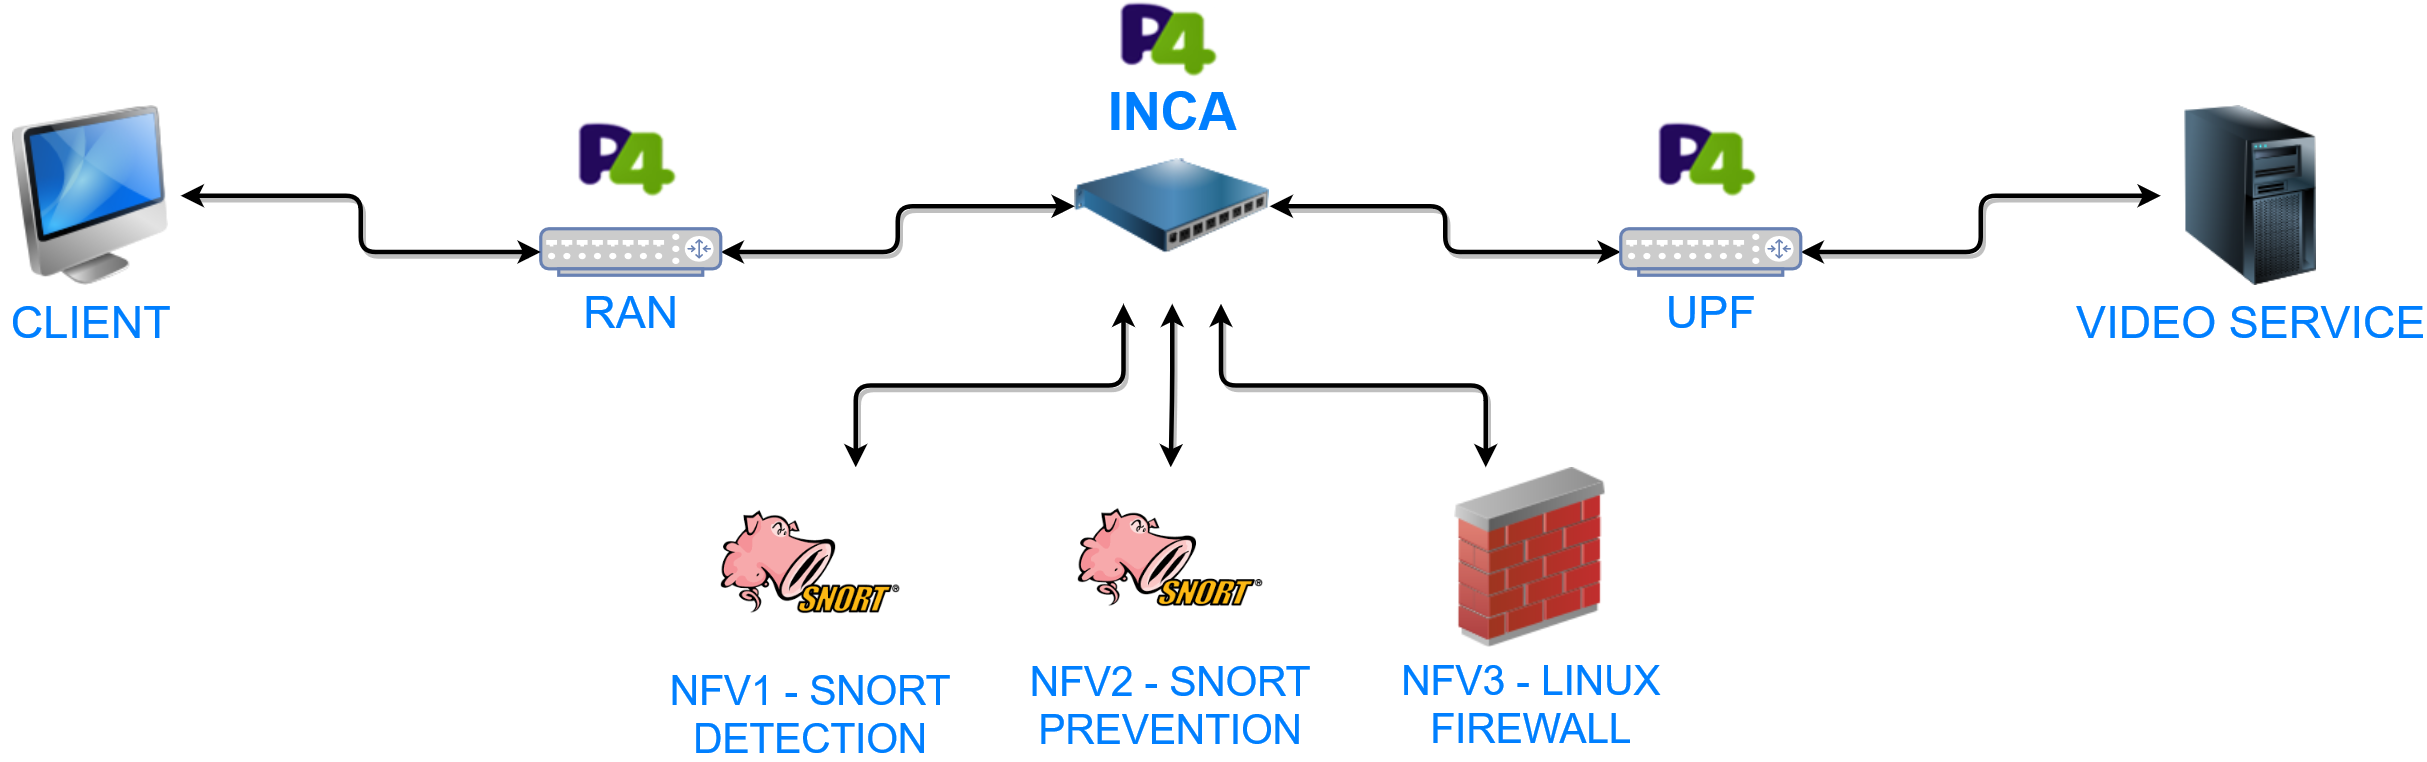 P4
INCA
P4
P4
CLIENT
RAN
UPF
VIDEO SERVICE
SNORT®
SNORT®
NFV1 - SNORT
DETECTION
NFV2 - SNORT
PREVENTION
NFV3 - LINUX
FIREWALL